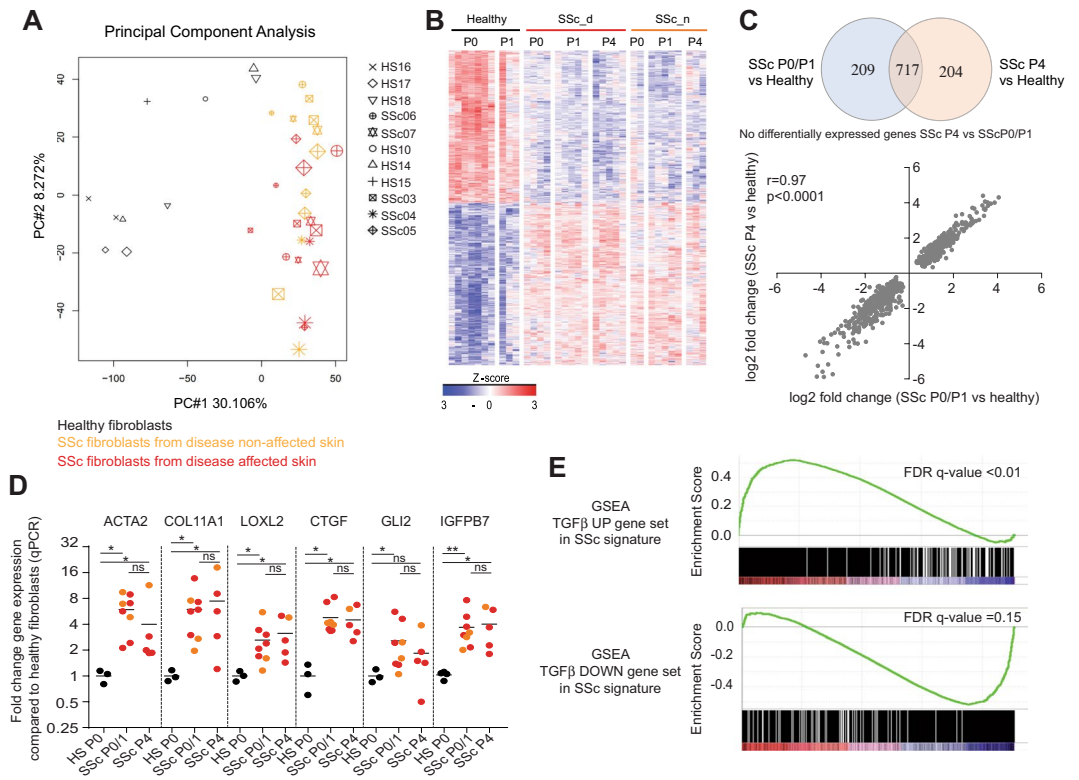 A
Principal Component Analysis
40
20
0
-20
-40
PC#2 8.272%
-100
-50
0
50
PC#1 30.106%
HS16
HS17
HS18
SSc06
SSc07
HS10
HS14
HS15
SSc03
SSc04
SSc05
Healthy fibroblasts
SSc fibroblasts from disease non-affected skin
SSc fibroblasts from disease affected skin
B
Healthy SSc_d SSc_n
P0 P1 P0 P1 P4 P0 P1 P4
Z-score
3 - 0 3
C
SSc P0/P1
vs Healthy
209 717 204
SSc P4
vs Healthy
No differentially expressed genes SSc P4 vs SScP0/P1
r=0.97
p<0.0001
log2 fold change (SSc P4 vs healthy)
6
4
2
-2
-4
-6
-6 -4 -2 0 2 4 6
log2 fold change (SSc P0/P1 vs healthy)
D
Fold change gene expression
compared to healthy fibroblasts (qPCR)
ACTA2 COL11A1 LOXL2 CTGF GLI2 IGFPB7
* * ns
* * ns
* * ns
* * ns
* ns
** * ns
32
16
8
4
2
1
0.5
0.25
HS P0 SSc P0/1 SSc P4 HS P0 SSc P0/1 SSc P4 HS P0 SSc P0/1 SSc P4 HS P0 SSc P0/1 SSc P4 HS P0 SSc P0/1 SSc P4 HS P0 SSc P0/1 SSc P4
E
GSEA
TGFβ UP gene set
in SSc signature
Enrichment Score
0.4
0.2
0.0
FDR q-value <0.01
GSEA
TGFβ DOWN gene set
in SSc signature
Enrichment Score
0.0
-0.2
-0.4
FDR q-value =0.15